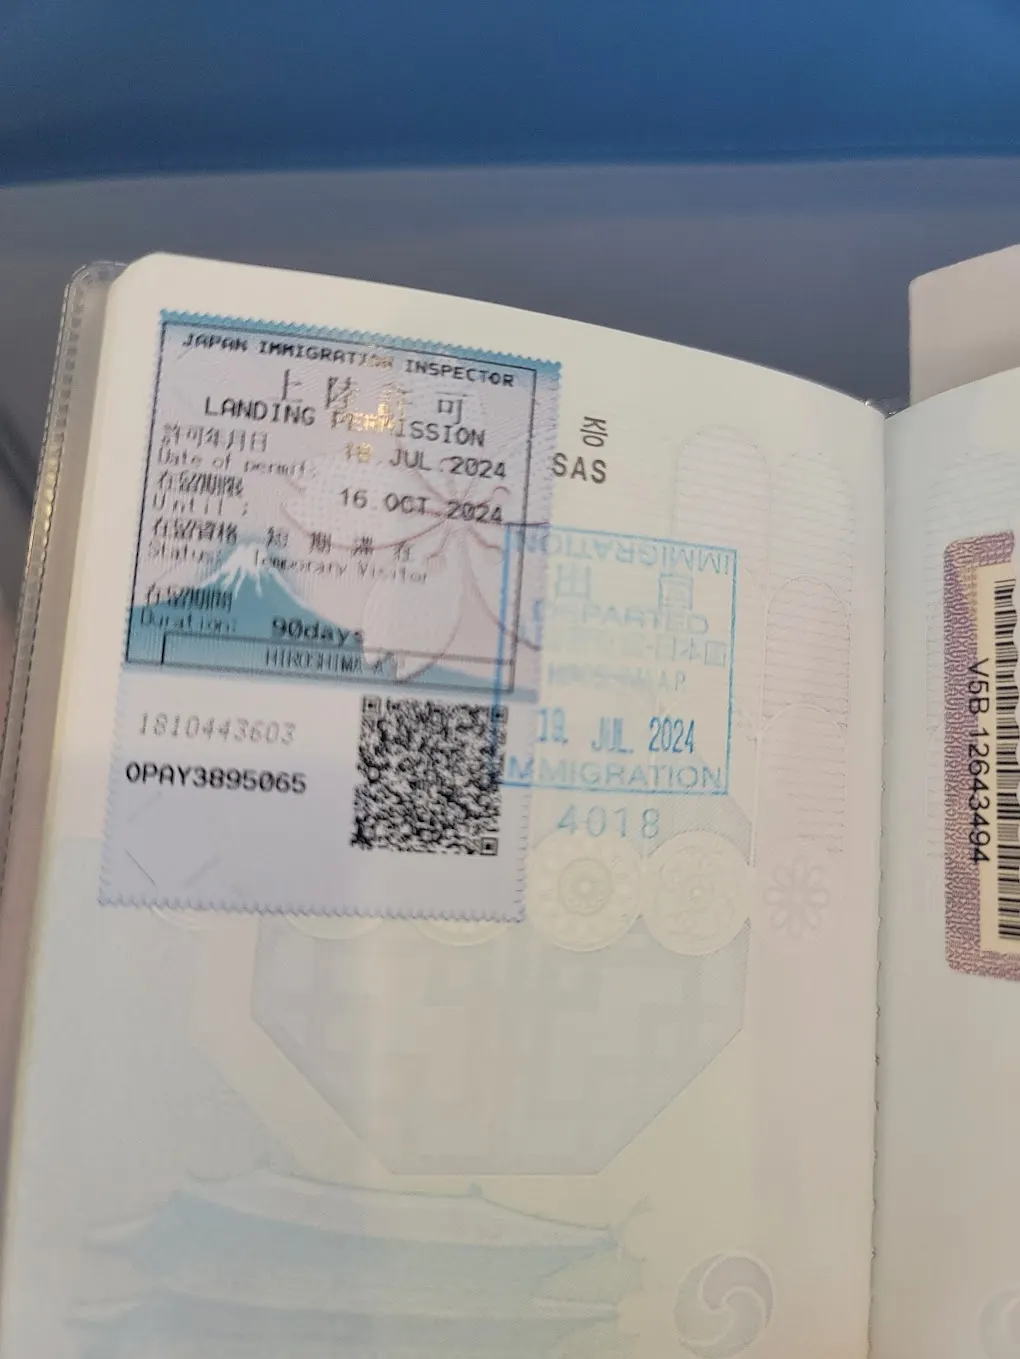 JAPAN IMMIGRATION INSPECTOR
上陸許可
LANDING PERMISSION
許可年月日
Date of permit:
18 JUL. 2024
在留期限
Until:
16. OCT. 2024
在留資格 短期滞在
Status: Temporary Visitor
在留期間
Duration: 90days
HIROSHIMA A.P
1810443603
OPAY3895065
SAS
IMMIGRATION
DEPARTED
日本国
A.P
19. JUL. 2024
IMMIGRATION
4018
V5B 12643494